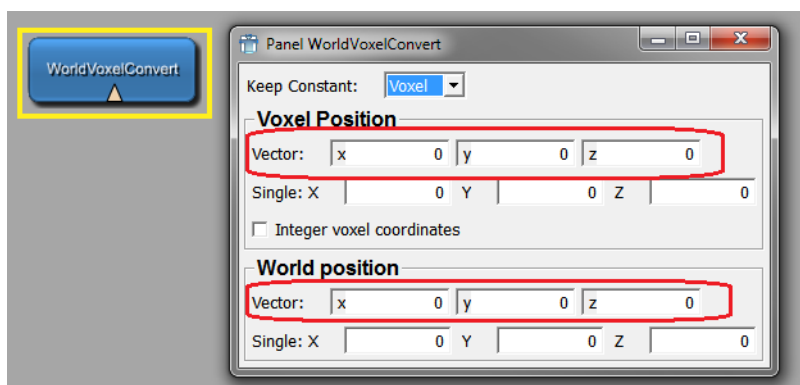 WorldVoxelConvert
Panel WorldVoxelConvert
Keep Constant: Voxel
Voxel Position
Vector: x 0 y 0 z 0
Single: X 0 Y 0 Z 0
Integer voxel coordinates
World position
Vector: x 0 y 0 z 0
Single: X 0 Y 0 Z 0